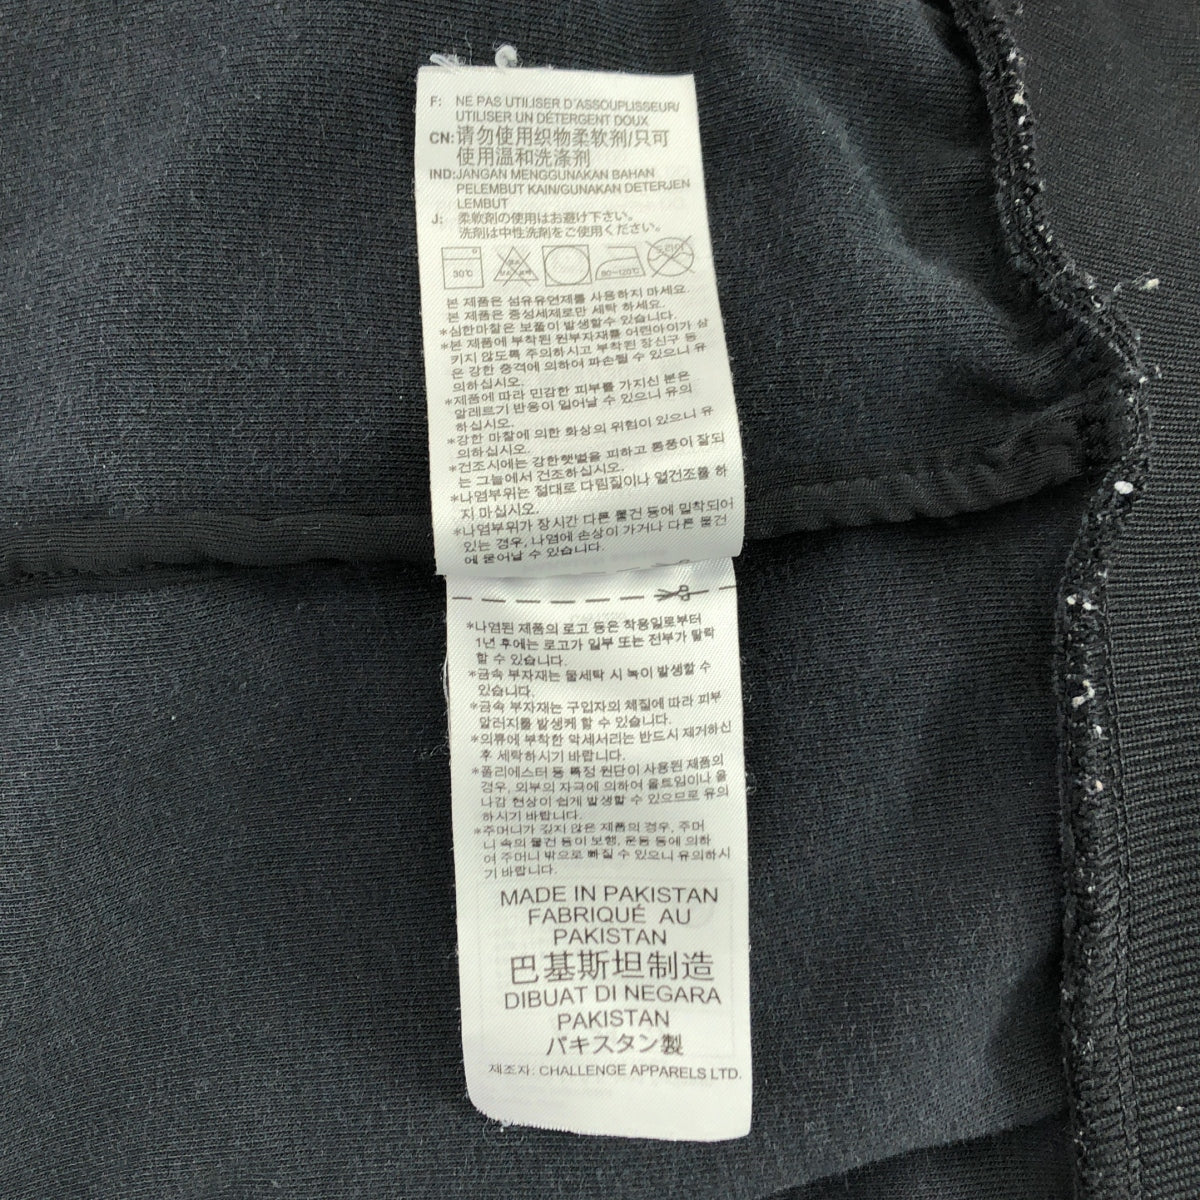 F: NE PAS UTILISER D'ASSOUPLISSEUR/
UTILISER UN DÉTERGENT DOUX
CN: 请勿使用织物柔软剂/只可
使用温和洗涤剂
IND: JANGAN MENGGUNAKAN BAHAN
PELEMBUT KAIN/GUNAKAN DETERJEN
LEMBUT
J: 柔軟剤の使用はお避け下さい。
洗剤は中性洗剤をご使用ください。
30℃ 80~120℃ 드라이
본 제품은 섬유유연제를 사용하지 마세요.
본 제품은 중성세제로만 세탁 하세요.
*심한마찰은 보풀이 발생할수 있습니다.
*본 제품에 부착된 원부자재를 어린아이가 삼
키지 않도록 주의하시고 부착된 장신구 등
은 강한 충격에 의하여 파손될 수 있으니 유
의하십시오.
*제품에 따라 민감한 피부를 가지신 분은
알레르기 반응이 일어날 수 있으니 유의
하십시오.
*강한 마찰에 의한 화상의 위험이 있으니 유
의하십시오.
*건조시에는 강한햇볕을 피하고 통풍이 잘되
는 그늘에서 건조하십시오.
*나염부위는 절대로 다림질이나 열건조를 하
지 마십시오.
*나염부위가 장시간 다른 물건 등에 밀착되어
있는 경우, 나염에 손상이 가거나 다른 물건
에 묻어날 수 있습니다.
*나염된 제품의 로고 등은 착용일로부터
1년 후에는 로고가 일부 또는 전부가 탈락
할 수 있습니다.
*금속 부자재는 물세탁 시 녹이 발생할 수
있습니다.
*금속 부자재는 구입자의 체질에 따라 피부
알러지를 발생케 할 수 있습니다.
*의류에 부착한 악세서리는 반드시 제거하신
후 세탁하시기 바랍니다.
*폴리에스터 등 특정 원단이 사용된 제품의
경우, 외부의 자극에 의하여 올트임이나 올
나감 현상이 쉽게 발생할 수 있으므로 유의
하시기 바랍니다.
*주머니가 깊지 않은 제품의 경우, 주머
니 속의 물건 등이 보행, 운동 등에 의하
여 주머니 밖으로 빠질 수 있으니 유의하시
기 바랍니다.
MADE IN PAKISTAN
FABRIQUÉ AU
PAKISTAN
巴基斯坦制造
DIBUAT DI NEGARA
PAKISTAN
パキスタン製
제조자: CHALLENGE APPARELS LTD.